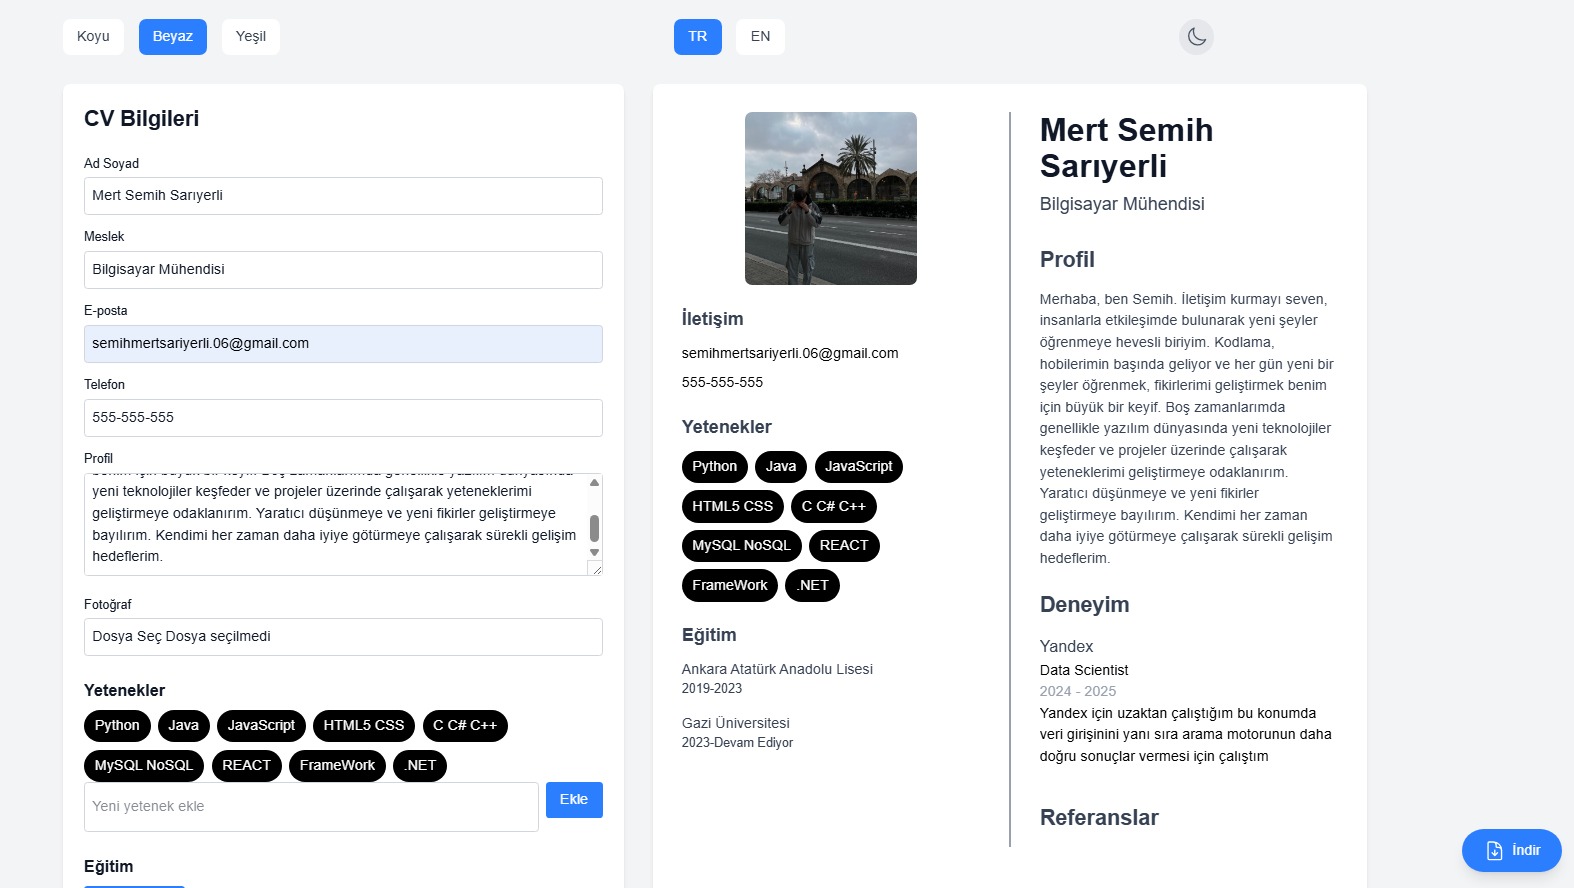 Koyu
Beyaz
Yeşil
TR
EN
CV Bilgileri
Ad Soyad
Mert Semih Sarıyerli
Meslek
Bilgisayar Mühendisi
E-posta
semihmertsariyerli.06@gmail.com
Telefon
555-555-555
Profil
yeni teknolojiler keşfeder ve projeler üzerinde çalışarak yeteneklerimi
geliştirmeye odaklanırım. Yaratıcı düşünmeye ve yeni fikirler geliştirmeye
bayılırım. Kendimi her zaman daha iyiye götürmeye çalışarak sürekli gelişim
hedeflerim.
Fotoğraf
Dosya Seç Dosya seçilmedi
Yetenekler
Python Java JavaScript HTML5 CSS C C# C++
MySQL NoSQL REACT FrameWork .NET
Yeni yetenek ekle
Ekle
Eğitim
İletişim
semihmertsariyerli.06@gmail.com
555-555-555
Yetenekler
Python Java JavaScript
HTML5 CSS C C# C++
MySQL NoSQL REACT
FrameWork .NET
Eğitim
Ankara Atatürk Anadolu Lisesi
2019-2023
Gazi Üniversitesi
2023-Devam Ediyor
Mert Semih
Sarıyerli
Bilgisayar Mühendisi
Profil
Merhaba, ben Semih. İletişim kurmayı seven,
insanlarla etkileşimde bulunarak yeni şeyler
öğrenmeye hevesli biriyim. Kodlama,
hobilerimin başında geliyor ve her gün yeni bir
şeyler öğrenmek, fikirlerimi geliştirmek benim
için büyük bir keyif. Boş zamanlarımda
genellikle yazılım dünyasında yeni teknolojiler
keşfeder ve projeler üzerinde çalışarak
yeteneklerimi geliştirmeye odaklanırım.
Yaratıcı düşünmeye ve yeni fikirler
geliştirmeye bayılırım. Kendimi her zaman
daha iyiye götürmeye çalışarak sürekli gelişim
hedeflerim.
Deneyim
Yandex
Data Scientist
2024 - 2025
Yandex için uzaktan çalıştığım bu konumda
veri girişinini yanı sıra arama motorunun daha
doğru sonuçlar vermesi için çalıştım
Referanslar
İndir